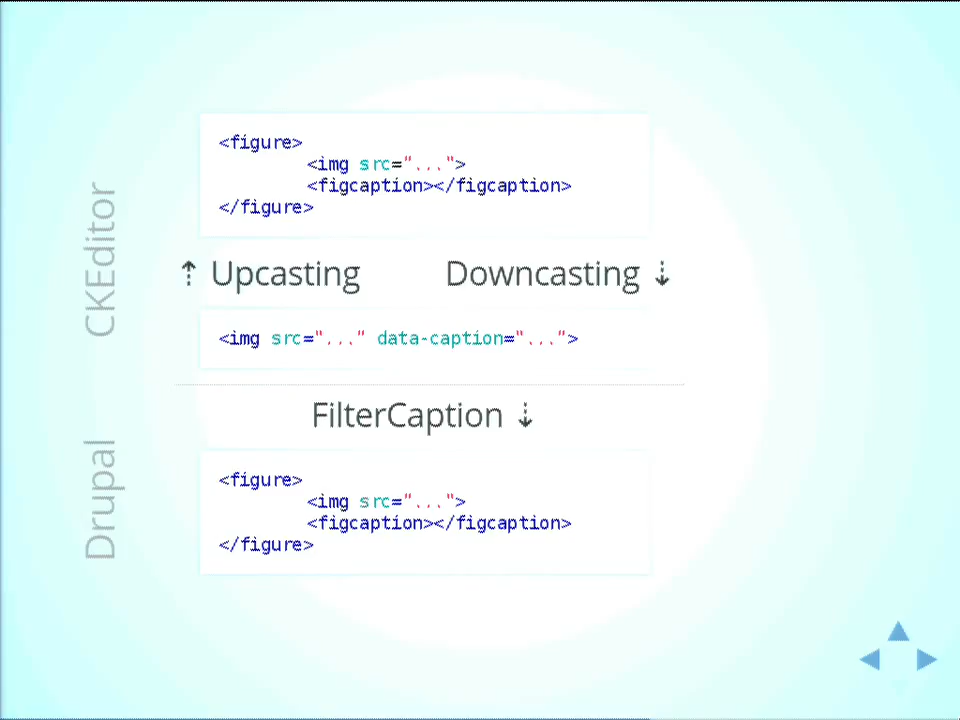 CKEditor
<figure>
<img src="...">
<figcaption></figcaption>
</figure>
⇡ Upcasting
Downcasting ⇣
<img src="..." data-caption="...">
Drupal
FilterCaption ⇣
<figure>
<img src="...">
<figcaption></figcaption>
</figure>